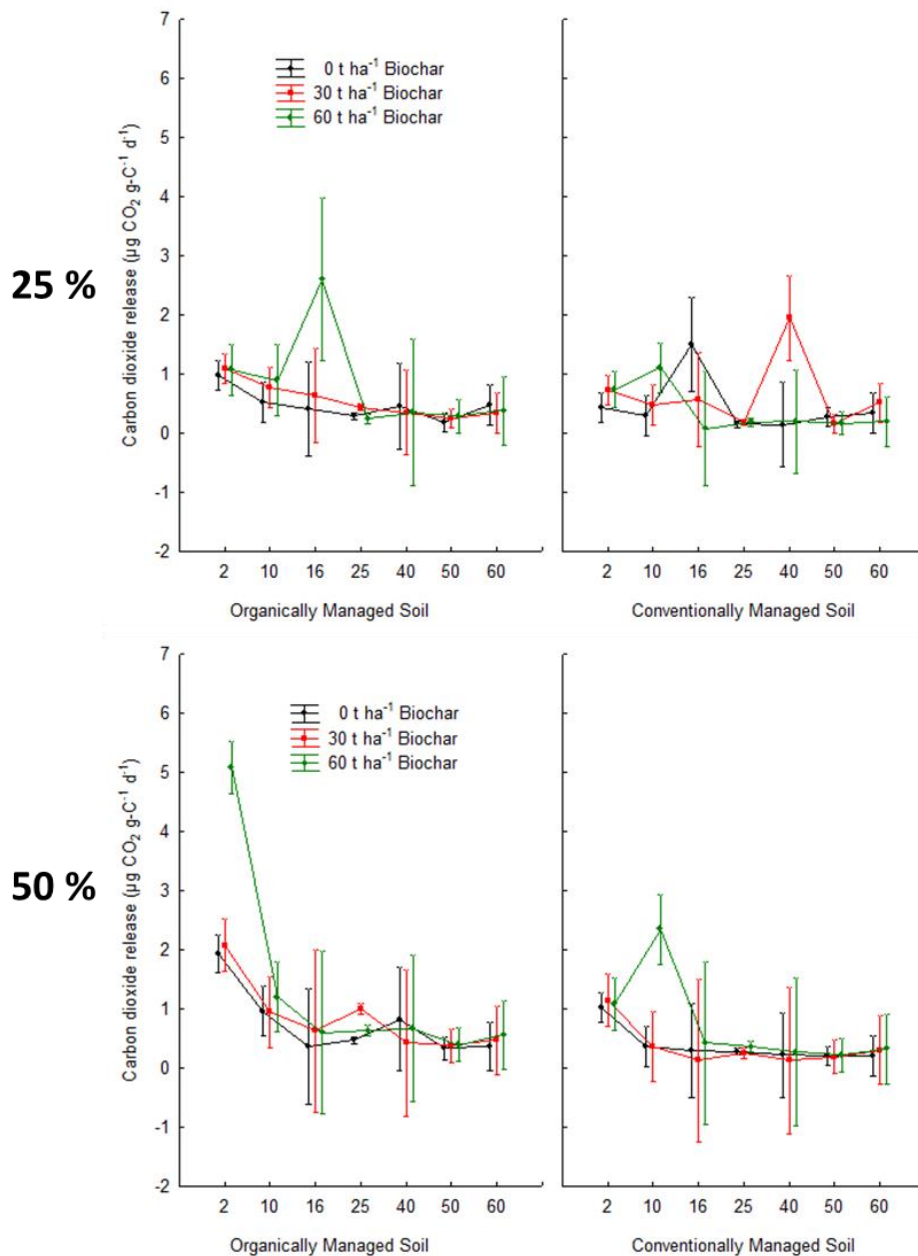 7
6
5
4
3
2
1
0
-1
-2
Carbon dioxide release (µg CO₂ g-C⁻¹ d⁻¹)
25 %
0 t ha⁻¹ Biochar
30 t ha⁻¹ Biochar
60 t ha⁻¹ Biochar
2 10 16 25 40 50 60
Organically Managed Soil
2 10 16 25 40 50 60
Conventionally Managed Soil
7
6
5
4
3
2
1
0
-1
-2
Carbon dioxide release (µg CO₂ g-C⁻¹ d⁻¹)
50 %
0 t ha⁻¹ Biochar
30 t ha⁻¹ Biochar
60 t ha⁻¹ Biochar
2 10 16 25 40 50 60
Organically Managed Soil
2 10 16 25 40 50 60
Conventionally Managed Soil